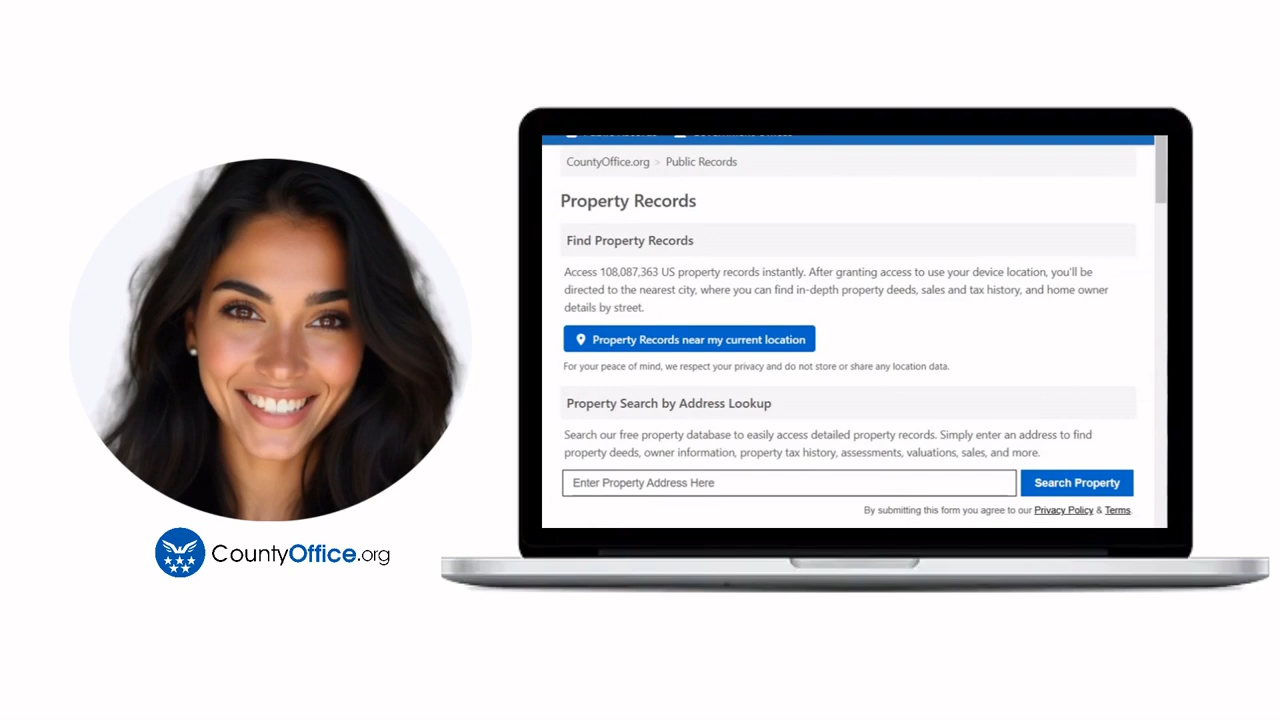 CountyOffice.org > Public Records
Property Records
Find Property Records
Access 108,087,363 US property records instantly. After granting access to use your device location, you'll be
directed to the nearest city, where you can find in-depth property deeds, sales and tax history, and home owner
details by street.
Property Records near my current location
For your peace of mind, we respect your privacy and do not store or share any location data.
Property Search by Address Lookup
Search our free property database to easily access detailed property records. Simply enter an address to find
property deeds, owner information, property tax history, assessments, valuations, sales, and more.
Enter Property Address Here
Search Property
By submitting this form you agree to our Privacy Policy & Terms.
CountyOffice.org